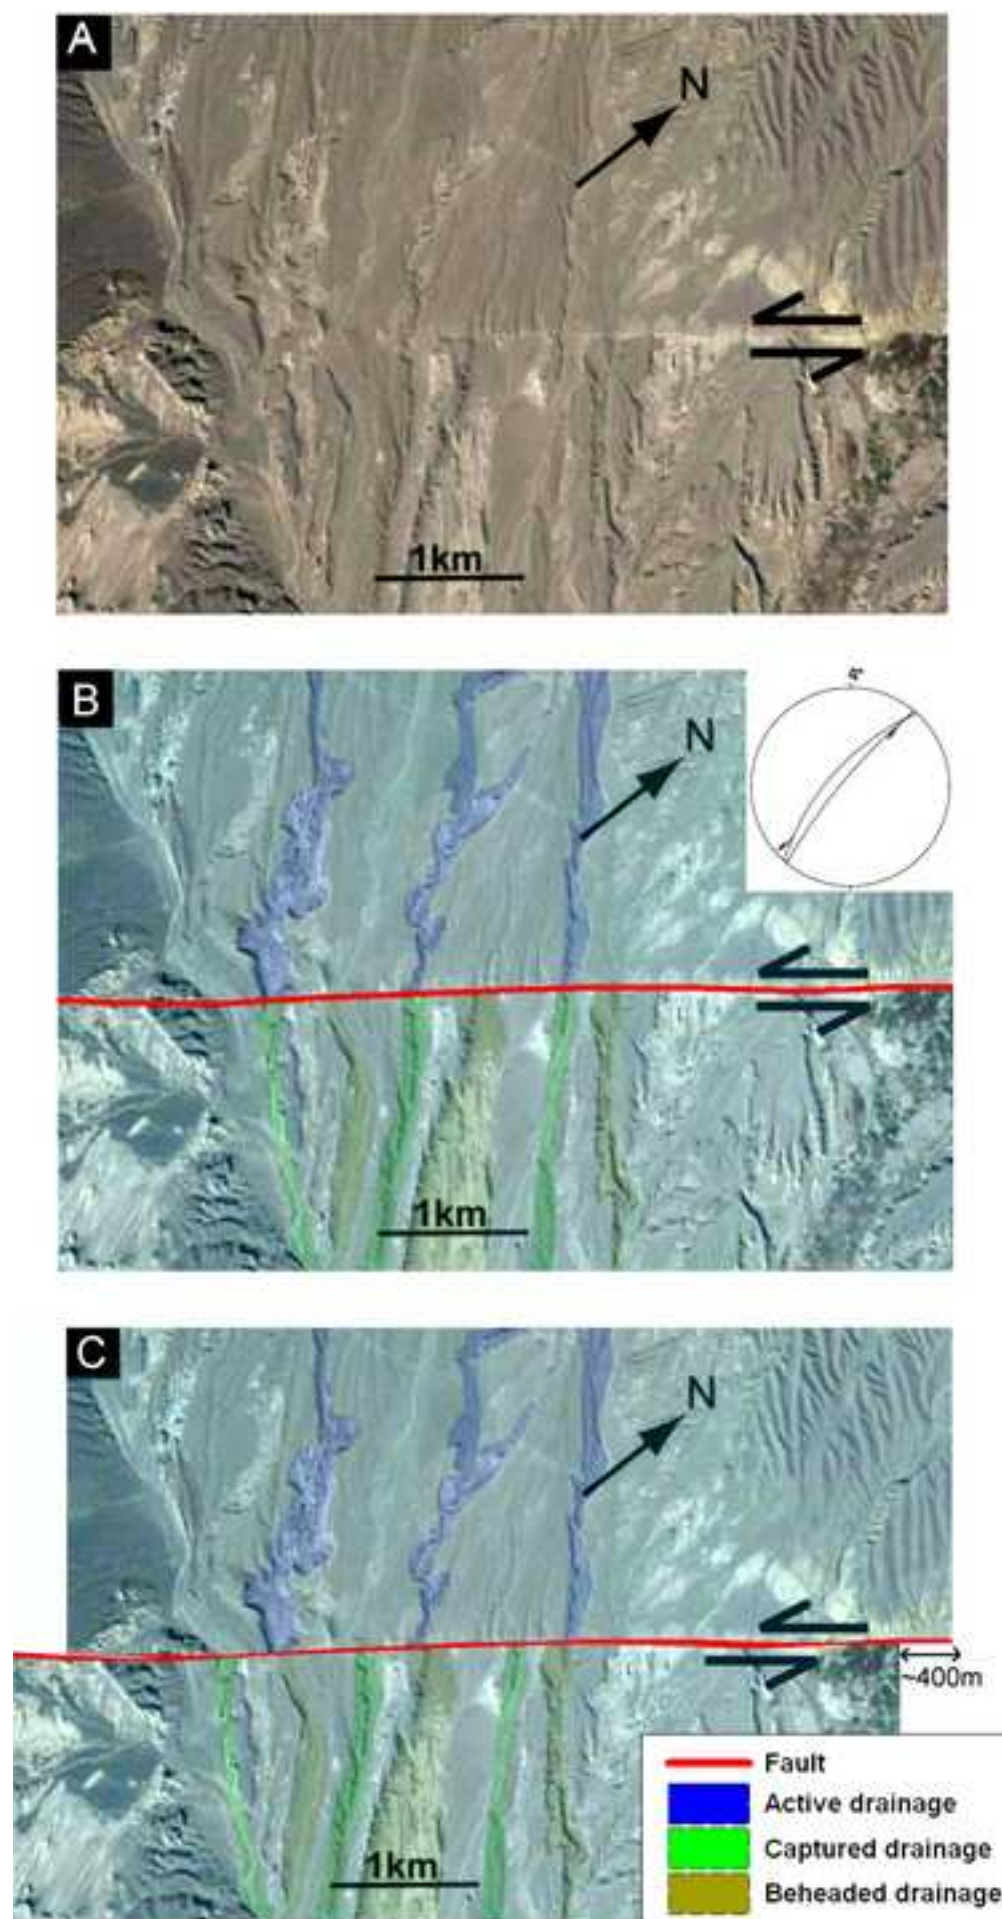 A
N
1km
B
N
1km
C
N
~400m
1km
Fault
Active drainage
Captured drainage
Beheaded drainage